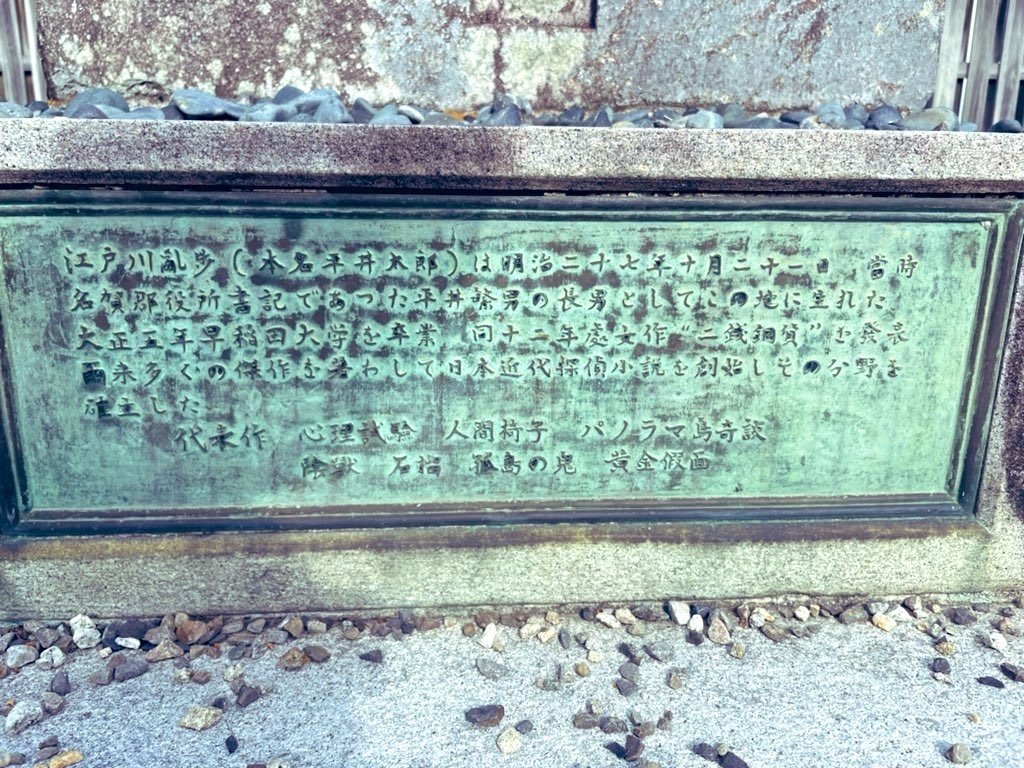 江戸川亂歩(本名平井太郎)は明治二十七年十月二十一日　當時
名賀郡役所書記であつた平井繁男の長男としてこの地に生れた
大正五年早稲田大学を卒業　同十二年處女作“二銭銅貨”を發表
爾来多くの傑作を著わして日本近代探偵小説を創始しその分野を
確立した
代表作　心理試験　人間椅子　パノラマ島奇談
陰獣　石榴　孤島の鬼　黄金假面